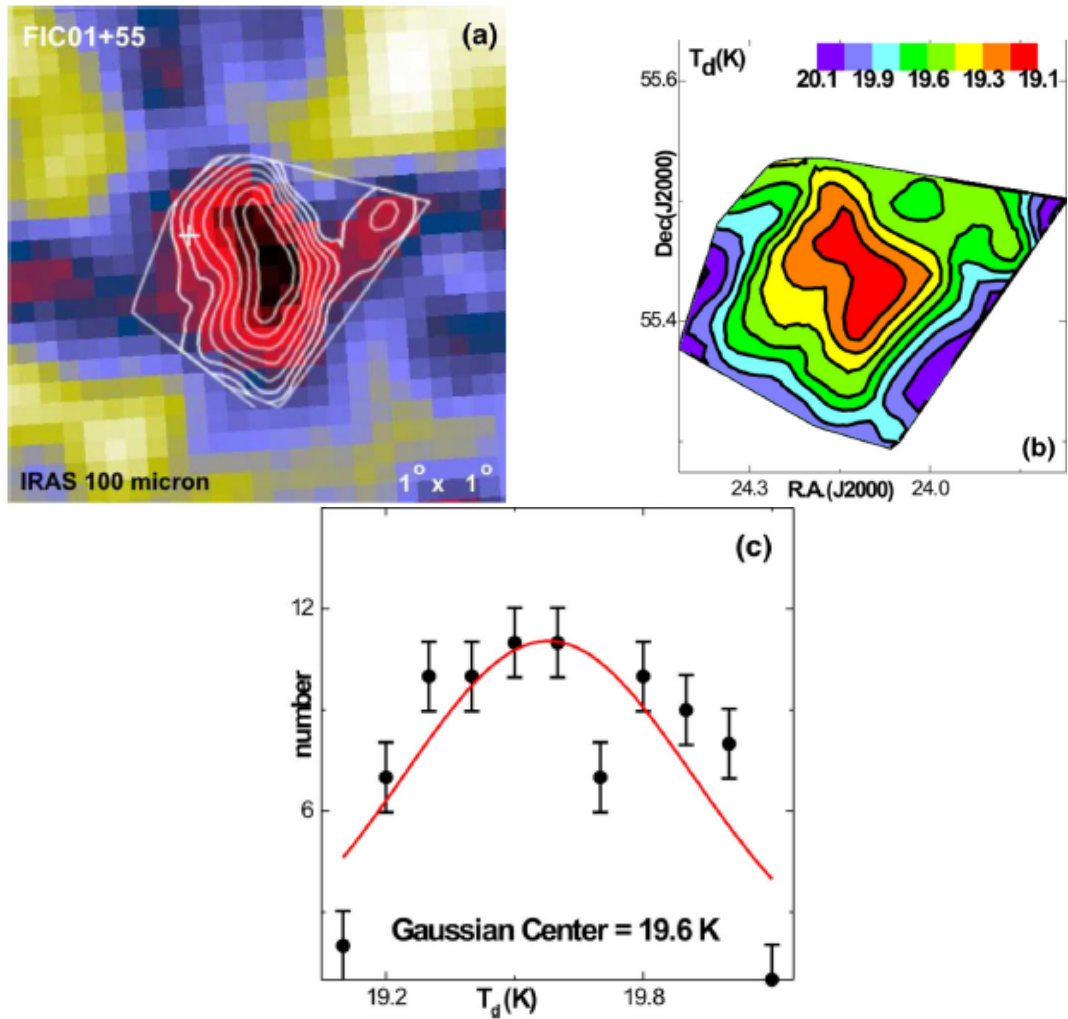 FIC01+55 (a)
IRAS 100 micron 1° x 1°
T_d(K) 20.1 19.9 19.6 19.3 19.1
55.6
Dec(J2000)
55.4
(b)
24.3 R.A.(J2000) 24.0
(c)
12
number
6
Gaussian Center = 19.6 K
19.2 T_d(K) 19.8